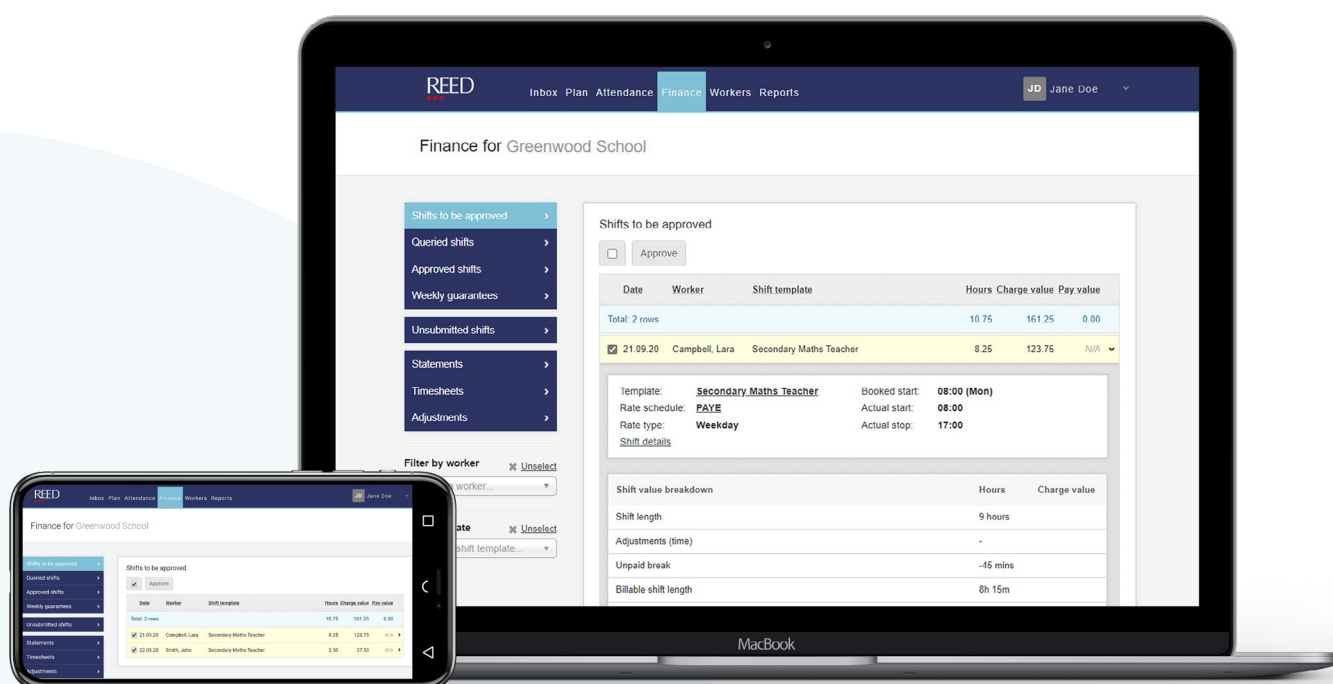 REED
Inbox Plan Attendance Finance Workers Reports
JD Jane Doe
Finance for Greenwood School
Shifts to be approved
Queried shifts
Approved shifts
Weekly guarantees
Unsubmitted shifts
Statements
Timesheets
Adjustments
Filter by worker Unselect
worker...
ate Unselect
shift template...
Shifts to be approved
Approve
Date Worker Shift template Hours Charge value Pay value
Total: 2 rows 10.75 161.25 0.00
21.09.20 Campbell, Lara Secondary Maths Teacher 8.25 123.75 N/A
Template: Secondary Maths Teacher Booked start: 08:00 (Mon)
Rate schedule: PAYE Actual start: 08:00
Rate type: Weekday Actual stop: 17:00
Shift details
Shift value breakdown Hours Charge value
Shift length 9 hours
Adjustments (time) -
Unpaid break -45 mins
Billable shift length 8h 15m
MacBook
REED
Inbox Plan Attendance Finance Workers Reports
JD Jane Doe
Finance for Greenwood School
Shifts to be approved
Queried shifts
Approved shifts
Weekly guarantees
Unsubmitted shifts
Statements
Timesheets
Adjustments
Shifts to be approved
Approve
Date Worker Shift template Hours Charge value Pay value
Total: 2 rows 10.75 161.25 0.00
21.09.20 Campbell, Lara Secondary Maths Teacher 8.25 123.75 N/A
22.09.20 Smith, John Secondary Maths Teacher 2.50 37.50 N/A